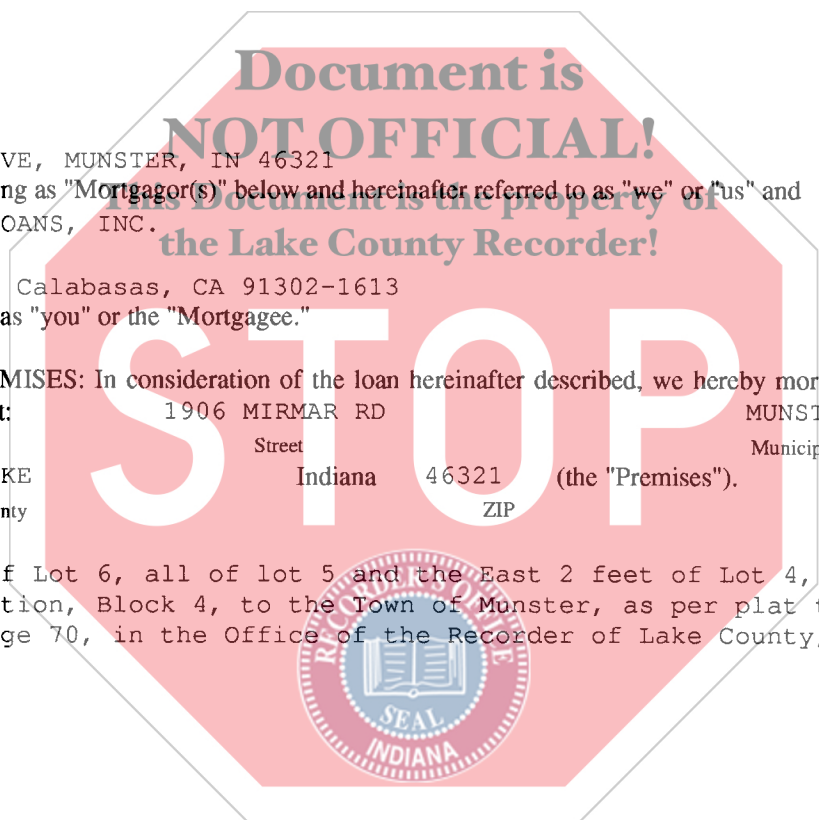 Document is
NOT OFFICIAL!
VE, MUNSTER, IN 46321
ng as "Mortgagor(s)" below and hereinafter referred to as "we" or "us" and
This Document is the property of
OANS, INC.
the Lake County Recorder!
Calabasas, CA 91302-1613
as "you" or the "Mortgagee."
STOP
MISES: In consideration of the loan hereinafter described, we hereby mor
t: 1906 MIRMAR RD MUNST
Street Municip
KE Indiana 46321 (the "Premises").
nty ZIP
f Lot 6, all of lot 5 and the East 2 feet of Lot 4,
tion, Block 4, to the Town of Munster, as per plat t
ge 70, in the Office of the Recorder of Lake County,
RECORDER'S OFFICE
SEAL
INDIANA